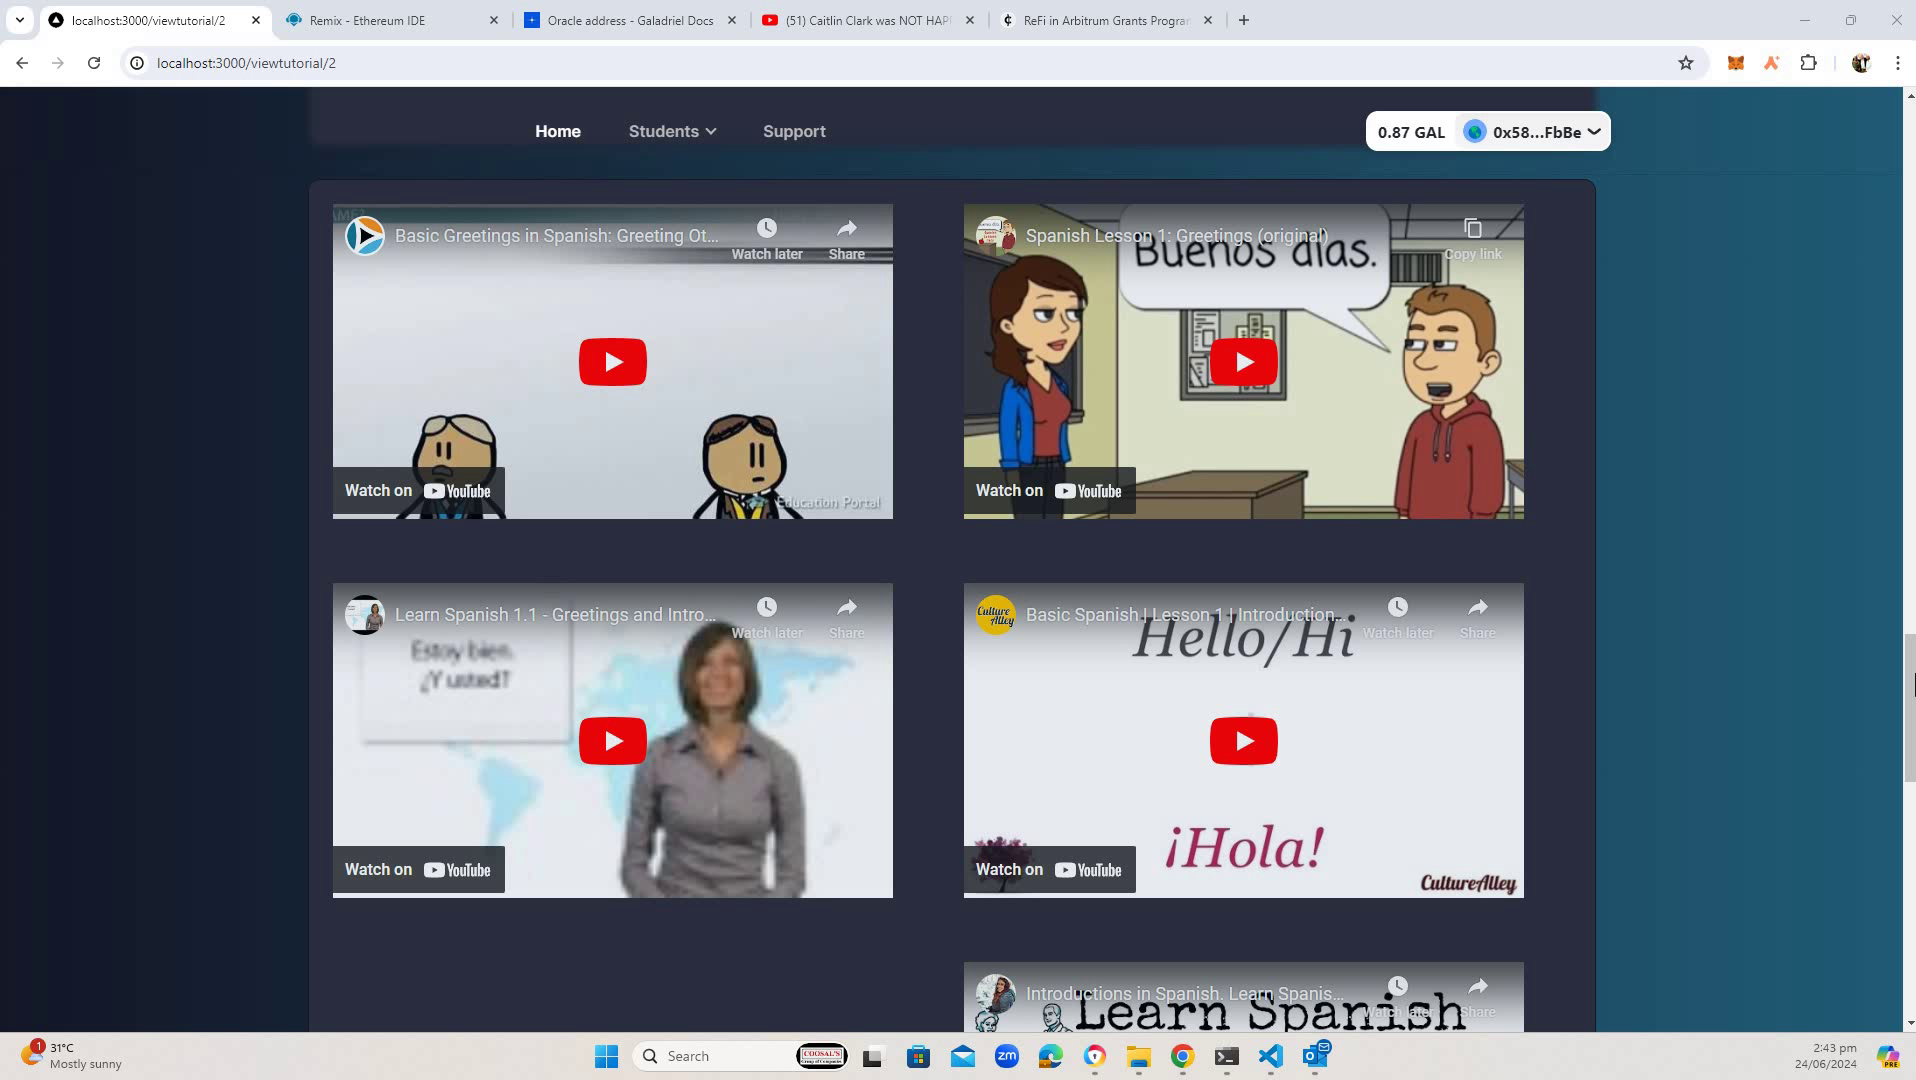 localhost:3000/viewtutorial/2
Remix - Ethereum IDE
Oracle address - Galadriel Docs
(51) Caitlin Clark was NOT HAP
ReFi in Arbitrum Grants Progra
localhost:3000/viewtutorial/2
Home
Students
Support
0.87 GAL
0x58...FbBe
Basic Greetings in Spanish: Greeting Ot...
Watch later
Share
Education Portal
Watch on YouTube
Spanish Lesson 1: Greetings (original)
Copy link
Buenos días.
Watch on YouTube
Learn Spanish 1.1 - Greetings and Intro...
Watch later
Share
Estoy bien.
¿Y usted?
Watch on YouTube
Basic Spanish | Lesson 1 | Introduction...
Watch later
Share
Hello/Hi
¡Hola!
Watch on YouTube
CultureAlley
Culture
Alley
Introductions in Spanish. Learn Spanis...
Watch later
Share
Learn Spanish
1
31°C
Mostly sunny
Search
COOSAL'S
zm
2:43 pm
24/06/2024
PRE